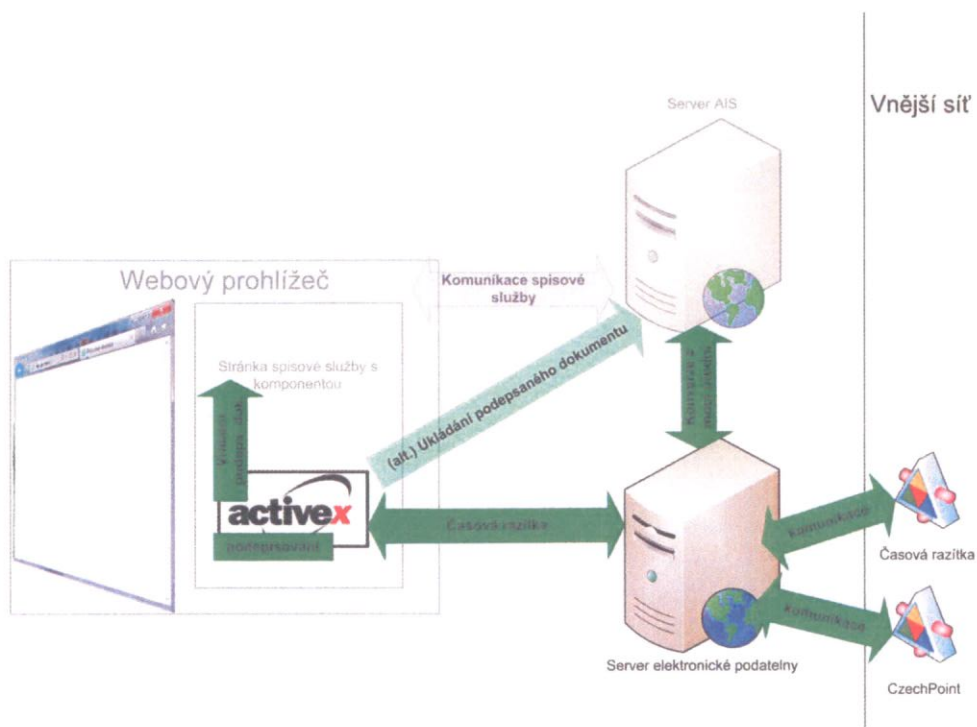 Server AIS
Vnější síť
Webový prohlížeč
Komunikace spisové
služby
Stránka spisové služby s
komponentou
(alt.) Ukládání podepsaného dokumentu
activex
podepisování
Časová razítka
Komunikace
Časová razítka
Komunikace
Server elektronické podatelny
CzechPoint